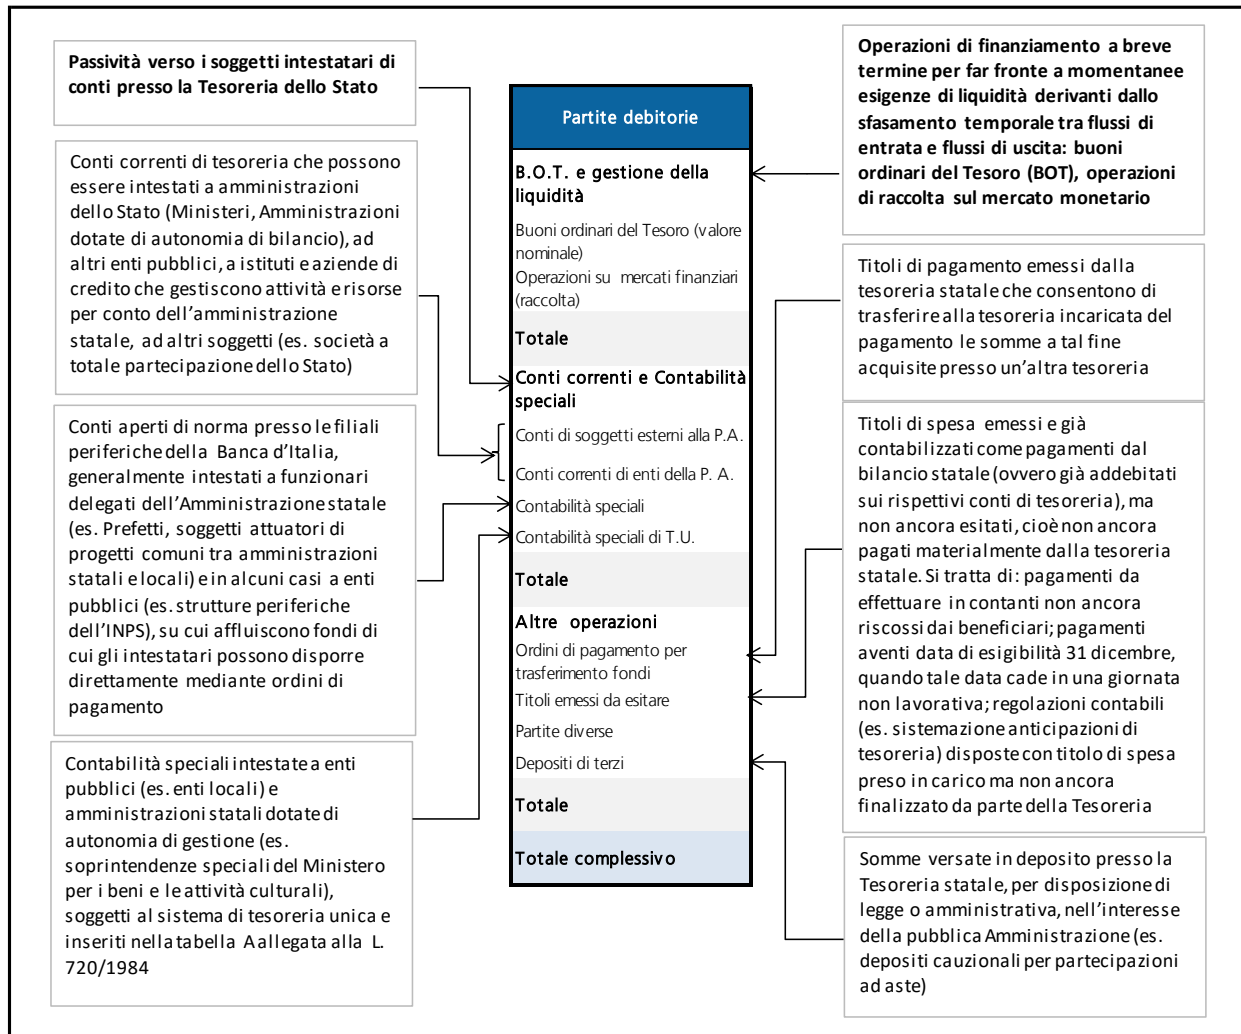 Passività verso i soggetti intestatari di
conti presso la Tesoreria dello Stato
Conti correnti di tesoreria che possono
essere intestati a amministrazioni
dello Stato (Ministeri, Amministrazioni
dotate di autonomia di bilancio), ad
altri enti pubblici, a istituti e aziende di
credito che gestiscono attività e risorse
per conto dell'amministrazione
statale, ad altri soggetti (es. società a
totale partecipazione dello Stato)
Conti aperti di norma presso le filiali
periferiche della Banca d'Italia,
generalmente intestati a funzionari
delegati dell'Amministrazione statale
(es. Prefetti, soggetti attuatori di
progetti comuni tra amministrazioni
statali e locali) e in alcuni casi a enti
pubblici (es. strutture periferiche
dell'INPS), su cui affluiscono fondi di
cui gli intestatari possono disporre
direttamente mediante ordini di
pagamento
Contabilità speciali intestate a enti
pubblici (es. enti locali) e
amministrazioni statali dotate di
autonomia di gestione (es.
soprintendenze speciali del Ministero
per i beni e le attività culturali),
soggetti al sistema di tesoreria unica e
inseriti nella tabella A allegata alla L.
720/1984
Partite debitorie
B.O.T. e gestione della
liquidità
Buoni ordinari del Tesoro (valore
nominale)
Operazioni su mercati finanziari
(raccolta)
Totale
Conti correnti e Contabilità
speciali
Conti di soggetti esterni alla P.A.
Conti correnti di enti della P. A.
Contabilità speciali
Contabilità speciali di T.U.
Totale
Altre operazioni
Ordini di pagamento per
trasferimento fondi
Titoli emessi da esitare
Partite diverse
Depositi di terzi
Totale
Totale complessivo
Operazioni di finanziamento a breve
termine per far fronte a momentanee
esigenze di liquidità derivanti dallo
sfasamento temporale tra flussi di
entrata e flussi di uscita: buoni
ordinari del Tesoro (BOT), operazioni
di raccolta sul mercato monetario
Titoli di pagamento emessi dalla
tesoreria statale che consentono di
trasferire alla tesoreria incaricata del
pagamento le somme a tal fine
acquisite presso un'altra tesoreria
Titoli di spesa emessi e già
contabilizzati come pagamenti dal
bilancio statale (ovvero già addebitati
sui rispettivi conti di tesoreria), ma
non ancora esitati, cioè non ancora
pagati materialmente dalla tesoreria
statale. Si tratta di: pagamenti da
effettuare in contanti non ancora
riscossi dai beneficiari; pagamenti
aventi data di esigibilità 31 dicembre,
quando tale data cade in una giornata
non lavorativa; regolazioni contabili
(es. sistemazione anticipazioni di
tesoreria) disposte con titolo di spesa
preso in carico ma non ancora
finalizzato da parte della Tesoreria
Somme versate in deposito presso la
Tesoreria statale, per disposizione di
legge o amministrativa, nell'interesse
della pubblica Amministrazione (es.
depositi cauzionali per partecipazioni
ad aste)